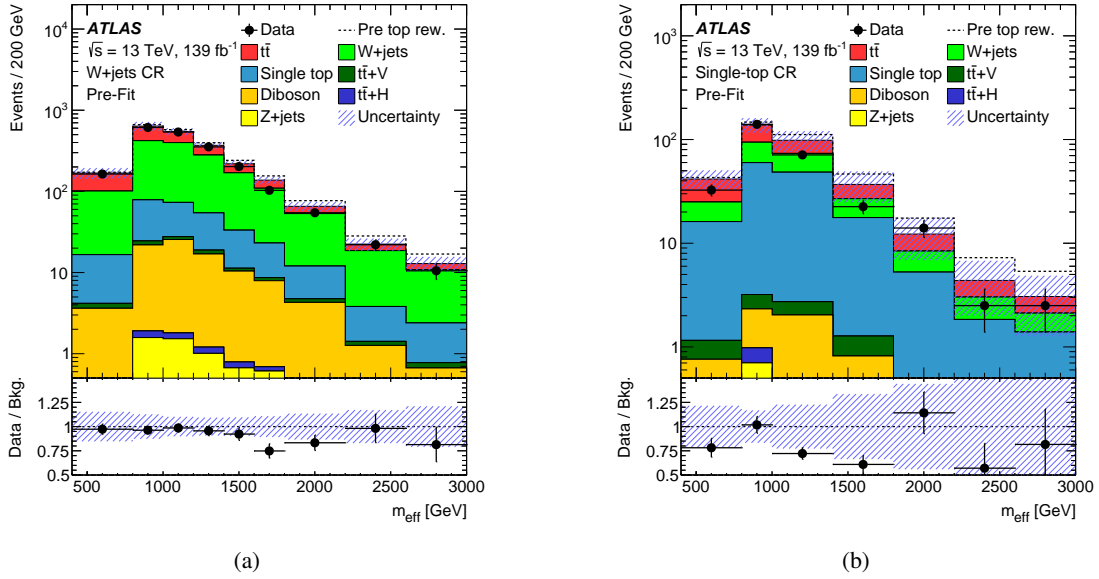 Events / 200 GeV
10⁴
10³
10²
10
1
ATLAS
√s = 13 TeV, 139 fb⁻¹
W+jets CR
Pre-Fit
Data
Pre top rew.
tt̄
W+jets
Single top
tt̄+V
Diboson
tt̄+H
Z+jets
Uncertainty
Data / Bkg.
1.25
1
0.75
0.5
500 1000 1500 2000 2500 3000
m_eff [GeV]
(a)
Events / 200 GeV
10³
10²
10
1
ATLAS
√s = 13 TeV, 139 fb⁻¹
Single-top CR
Pre-Fit
Data
Pre top rew.
tt̄
W+jets
Single top
tt̄+V
Diboson
tt̄+H
Z+jets
Uncertainty
Data / Bkg.
1.25
1
0.75
0.5
500 1000 1500 2000 2500 3000
m_eff [GeV]
(b)